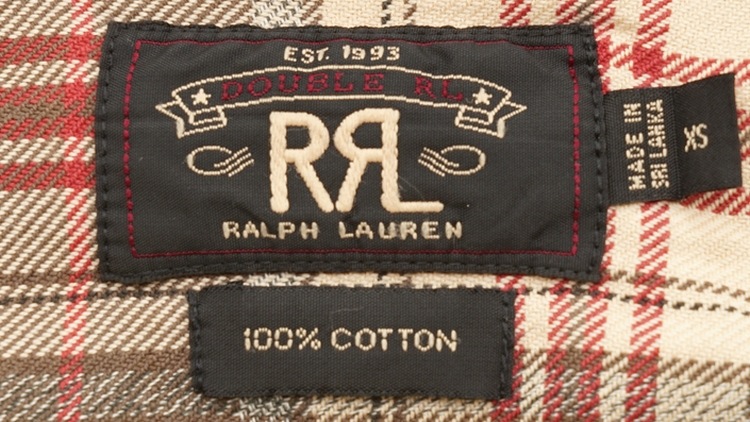 EST. 1993
DOUBLE RL
RRL
RALPH LAUREN
MADE IN
SRI LANKA
XS
100% COTTON